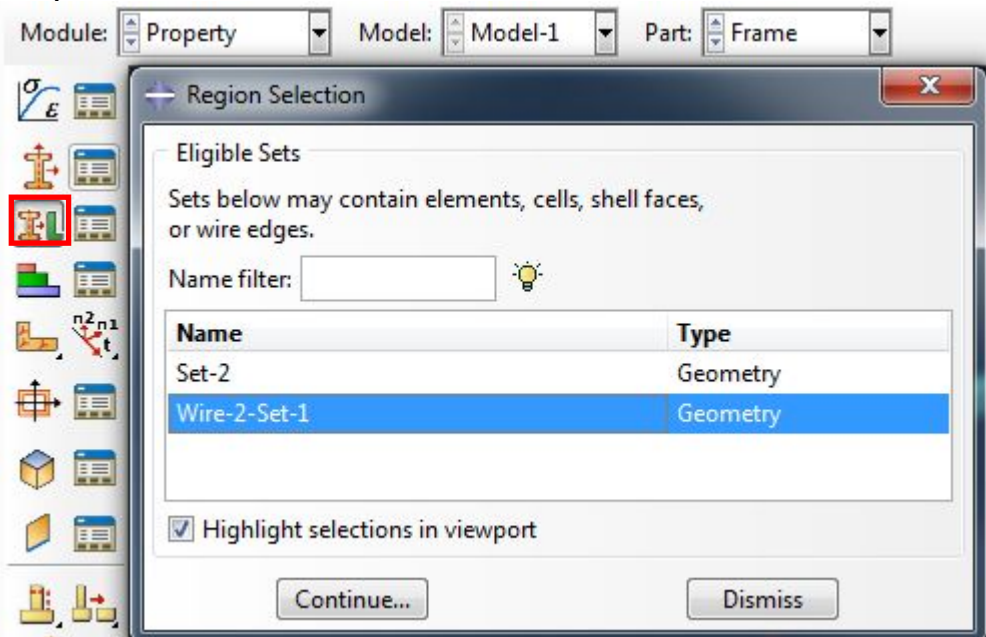 Module: Property Model: Model-1 Part: Frame
σ ε
Region Selection
Eligible Sets
Sets below may contain elements, cells, shell faces,
or wire edges.
Name filter:
n2 n1
t
Name Type
Set-2 Geometry
Wire-2-Set-1 Geometry
Highlight selections in viewport
Continue... Dismiss